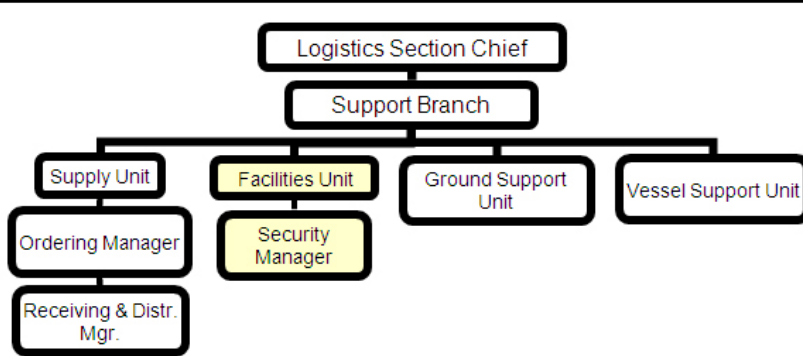 Logistics Section Chief
Support Branch
Supply Unit
Facilities Unit
Ground Support
Unit
Vessel Support Unit
Ordering Manager
Security
Manager
Receiving & Distr.
Mgr.